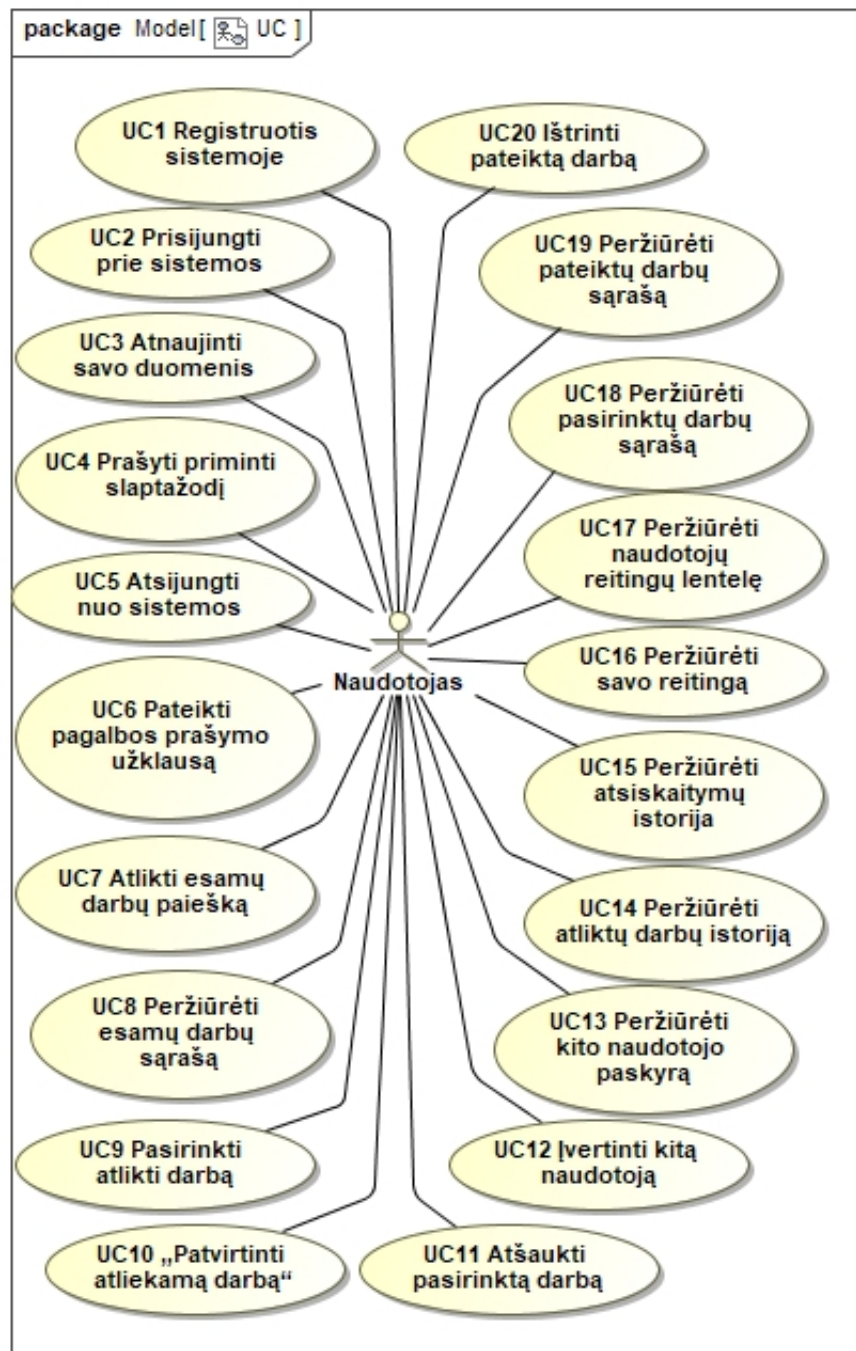 package Model[ UC ]
UC1 Registruotis
sistemoje
UC2 Prisijungti
prie sistemos
UC3 Atnaujinti
savo duomenis
UC4 Prašyti priminti
slaptažodį
UC5 Atsijungti
nuo sistemos
UC6 Pateikti
pagalbos prašymo
užklausą
UC7 Atlikti esamų
darbų paiešką
UC8 Peržiūrėti
esamų darbų
sąrašą
UC9 Pasirinkti
atlikti darbą
UC10 „Patvirtinti
atliekamą darbą“
UC11 Atšaukti
pasirinktą darbą
UC12 Įvertinti kitą
naudotoją
UC13 Peržiūrėti
kito naudotojo
paskyrą
UC14 Peržiūrėti
atliktų darbų istoriją
UC15 Peržiūrėti
atsiskaitymų
istorija
UC16 Peržiūrėti
savo reitingą
UC17 Peržiūrėti
naudotojų
reitingų lentelę
UC18 Peržiūrėti
pasirinktų darbų
sąrašą
UC19 Peržiūrėti
pateiktų darbų
sąrašą
UC20 Ištrinti
pateiktą darbą
Naudotojas